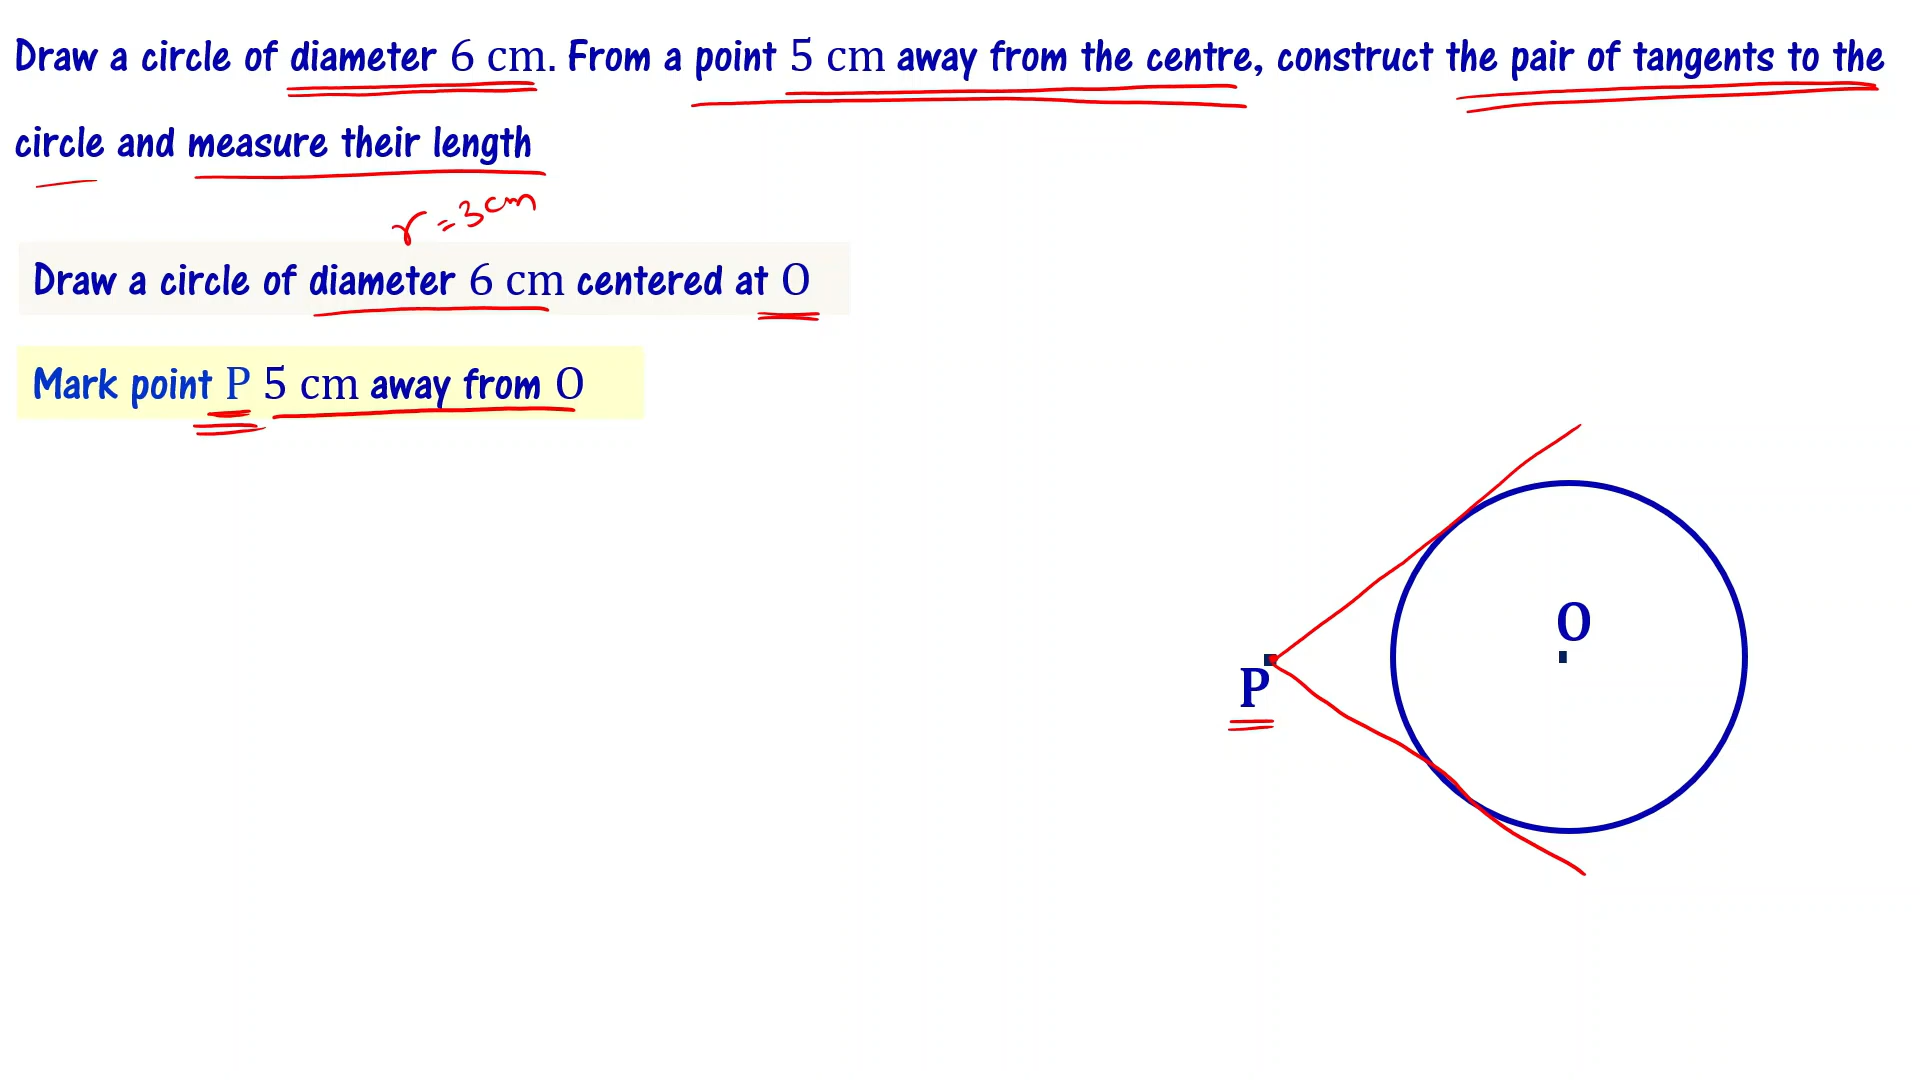 Draw a circle of diameter 6 cm. From a point 5 cm away from the centre, construct the pair of tangents to the
circle and measure their length
r = 3 cm
Draw a circle of diameter 6 cm centered at O
Mark point P 5 cm away from O
O
P